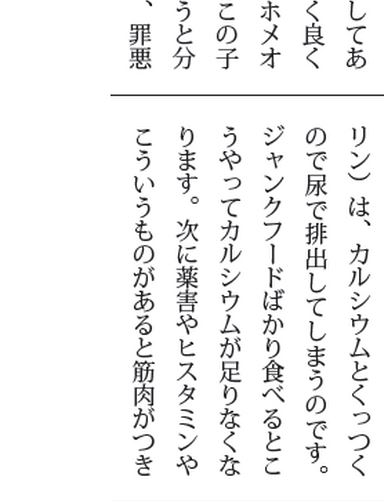 してあ
く良く
ホメオ
この子
うと分
、罪悪
リン）は、カルシウムとくっつく
ので尿で排出してしまうのです。
ジャンクフードばかり食べるとこ
うやってカルシウムが足りなくな
ります。次に薬害やヒスタミンや
こういうものがあると筋肉がつき